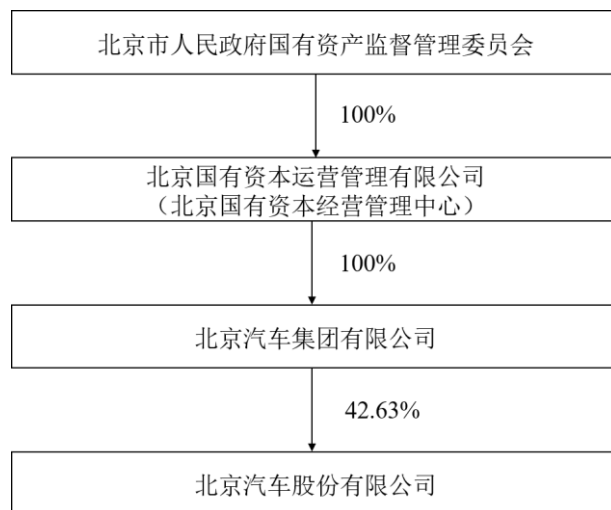 北京市人民政府国有资产监督管理委员会
100%
北京国有资本运营管理有限公司
（北京国有资本经营管理中心）
100%
北京汽车集团有限公司
42.63%
北京汽车股份有限公司